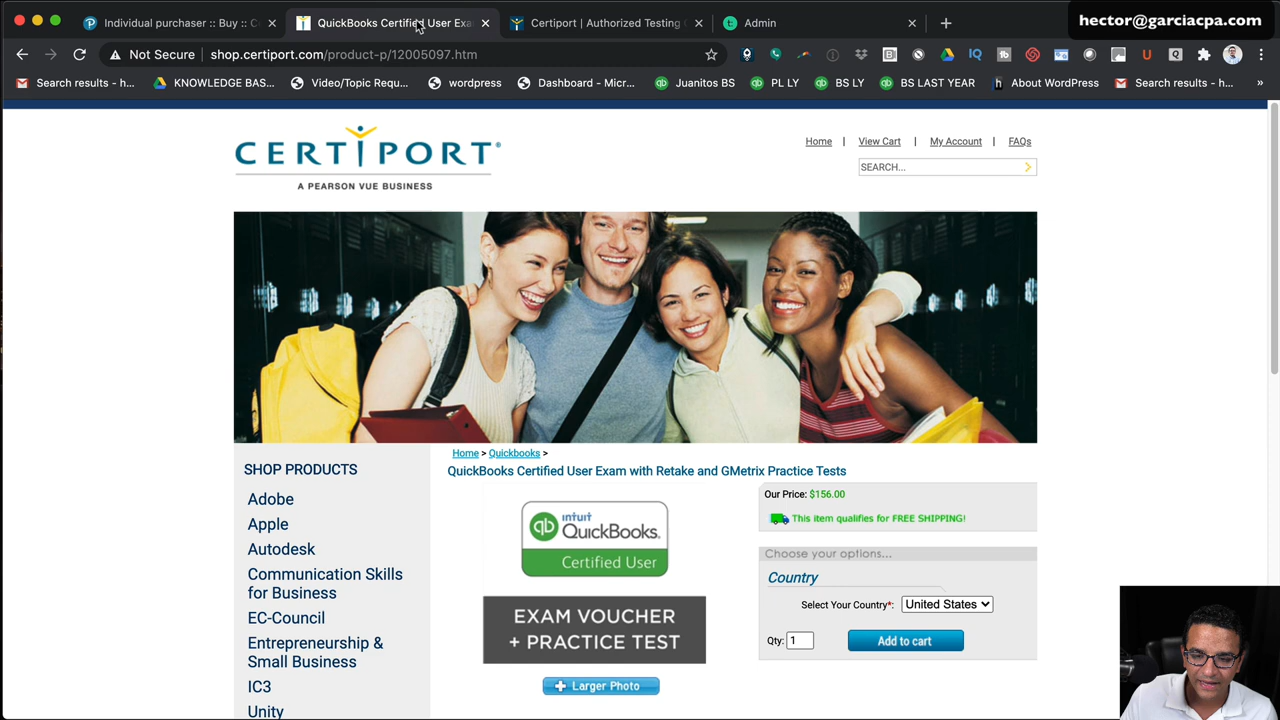 Individual purchaser :: Buy :: C
QuickBooks Certified User Exa
Certiport | Authorized Testing
Admin
hector@garciacpa.com
Not Secure
shop.certiport.com/product-p/12005097.htm
Search results - h...
KNOWLEDGE BAS...
Video/Topic Requ...
wordpress
Dashboard - Micr...
Juanitos BS
PL LY
BS LY
BS LAST YEAR
About WordPress
Search results - h...
CERTIPORT®
A PEARSON VUE BUSINESS
Home | View Cart | My Account | FAQs
SEARCH...
Home > Quickbooks >
SHOP PRODUCTS
Adobe
Apple
Autodesk
Communication Skills
for Business
EC-Council
Entrepreneurship &
Small Business
IC3
Unity
QuickBooks Certified User Exam with Retake and GMetrix Practice Tests
intuit
QuickBooks.
Certified User
EXAM VOUCHER
+ PRACTICE TEST
Larger Photo
Our Price: $156.00
This item qualifies for FREE SHIPPING!
Choose your options...
Country
Select Your Country*: United States
Qty: 1
Add to cart